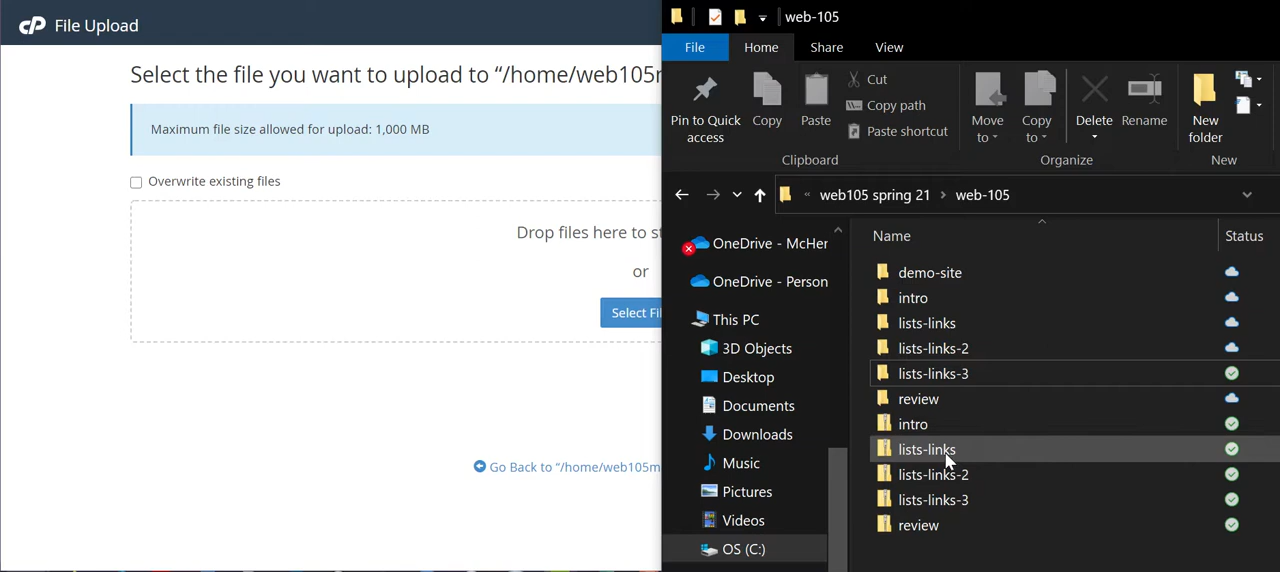 cP File Upload
Select the file you want to upload to “/home/web105m
Maximum file size allowed for upload: 1,000 MB
Overwrite existing files
Drop files here to st
or
Select Fil
Go Back to “/home/web105m
web-105
File
Home
Share
View
Pin to Quick access
Copy
Paste
Cut
Copy path
Paste shortcut
Clipboard
Move to
Copy to
Delete
Rename
Organize
New folder
New
« web105 spring 21 > web-105
OneDrive - McHer
OneDrive - Person
This PC
3D Objects
Desktop
Documents
Downloads
Music
Pictures
Videos
OS (C:)
Name
Status
demo-site
intro
lists-links
lists-links-2
lists-links-3
review
intro
lists-links
lists-links-2
lists-links-3
review